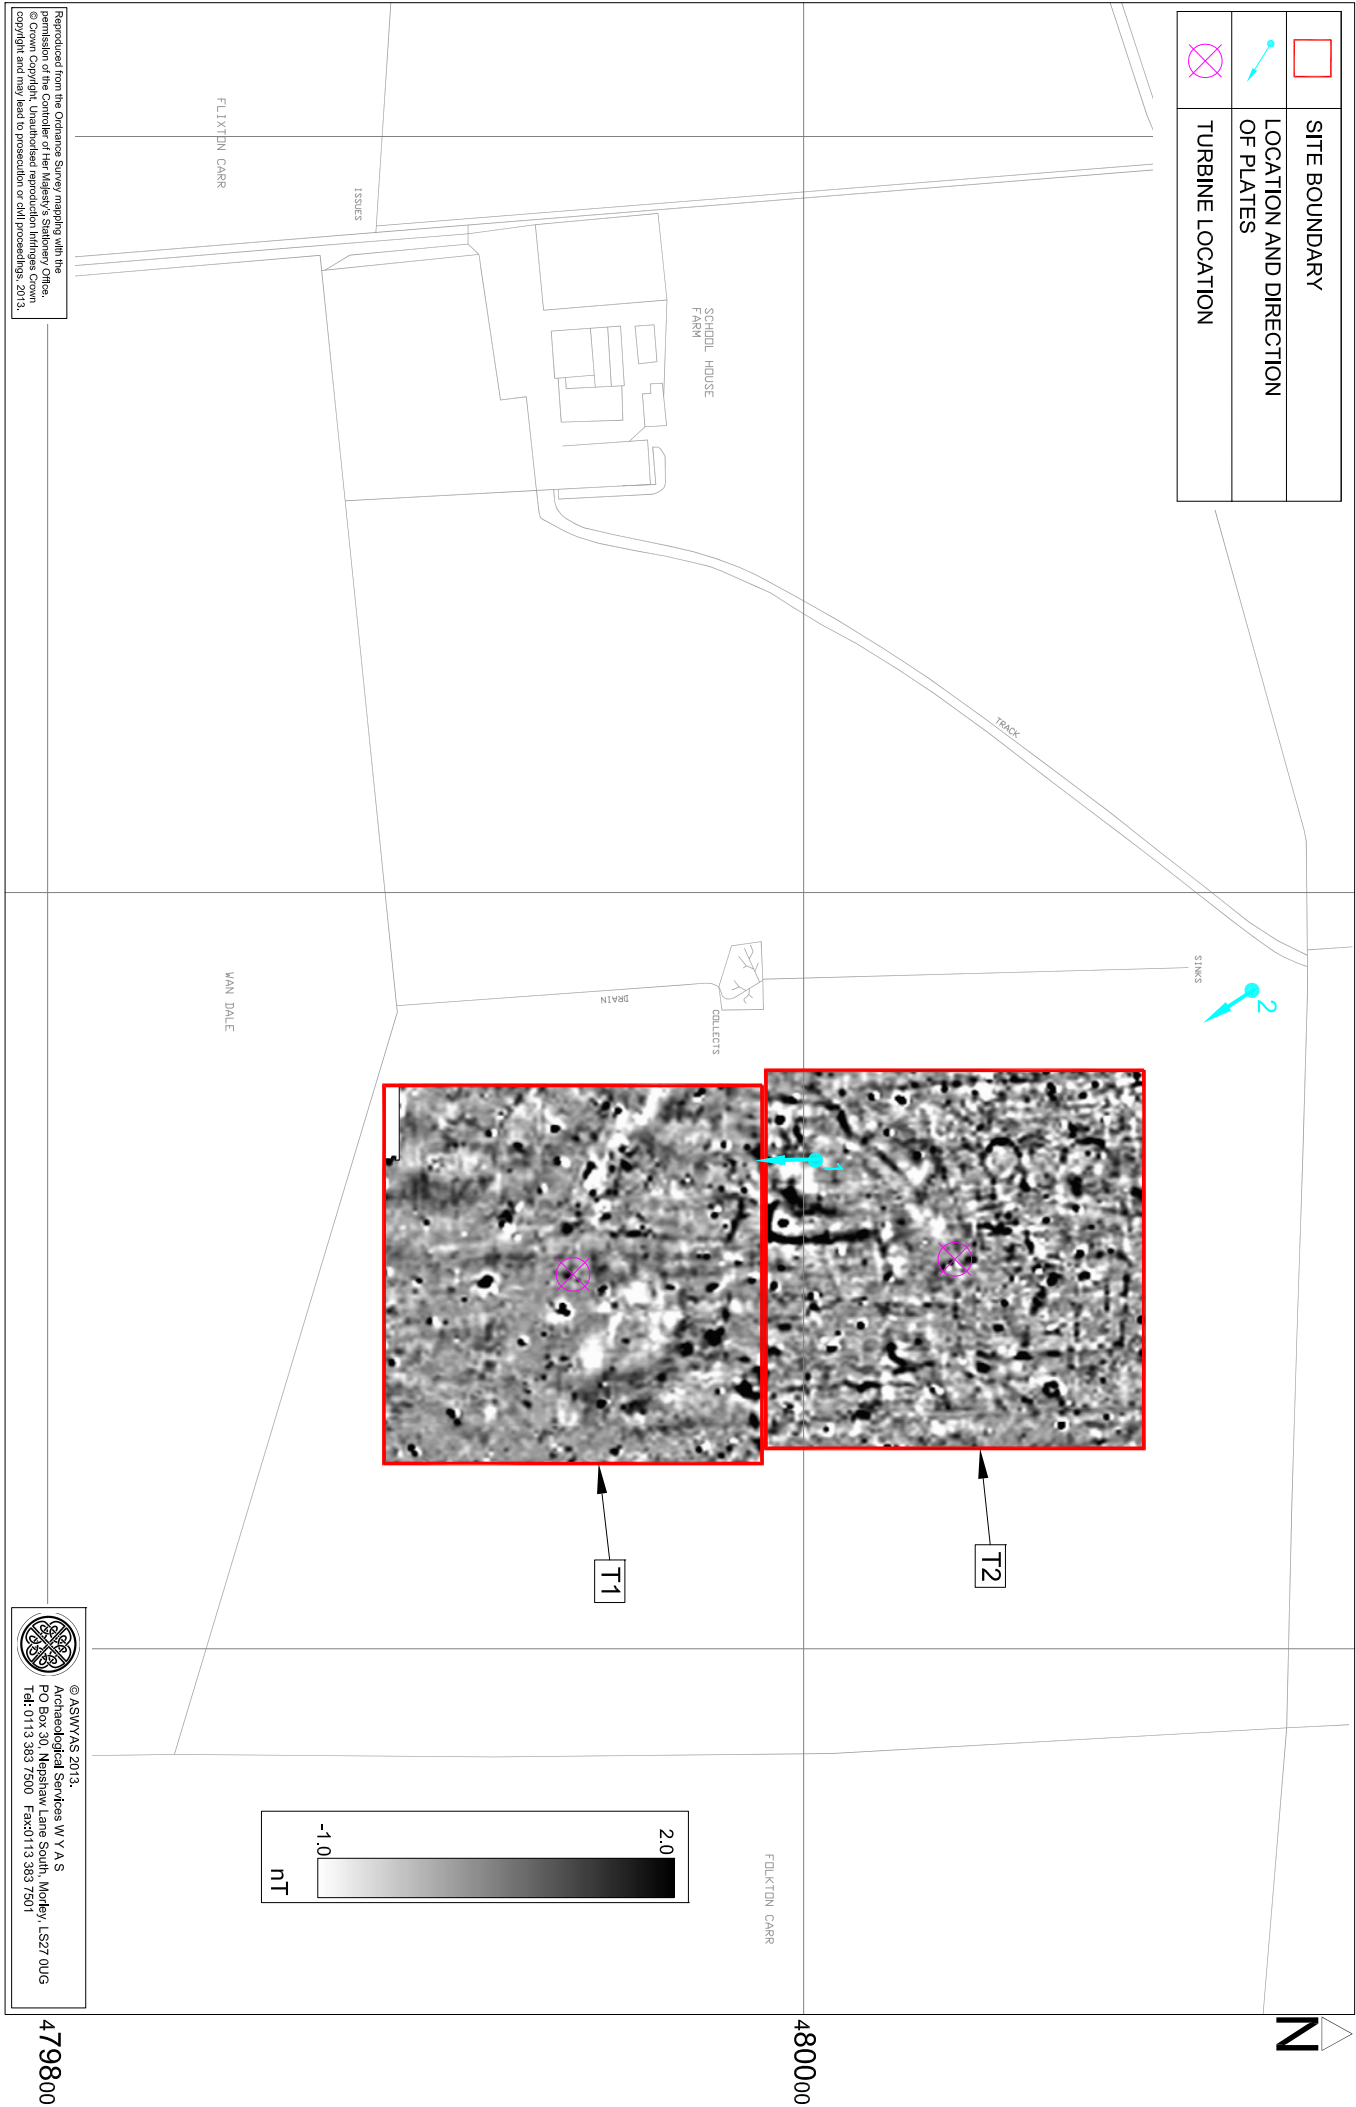 SITE BOUNDARY
LOCATION AND DIRECTION
OF PLATES
TURBINE LOCATION
N
SINKS
2
TRACK
T2
480000
1
FOLKTON CARR
SCHOOL HOUSE
FARM
COLLECTS
DRAIN
T1
2.0
-1.0
nT
ISSUES
FLIXTON CARR
WAN DALE
479800
Reproduced from the Ordnance Survey mapping with the
permission of the Controller of Her Majesty's Stationery Office.
© Crown Copyright. Unauthorised reproduction infringes Crown
copyright and may lead to prosecution or civil proceedings. 2013.
© ASWYAS 2013.
Archaeological Services W Y A S
PO Box 30, Nepshaw Lane South, Morley, LS27 0UG
Tel: 0113 383 7500 Fax:0113 383 7501